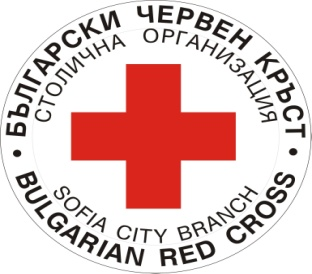 • БЪЛГАРСКИ ЧЕРВЕН КРЪСТ •
СТОЛИЧНА ОРГАНИЗАЦИЯ
SOFIA CITY BRANCH
BULGARIAN RED CROSS